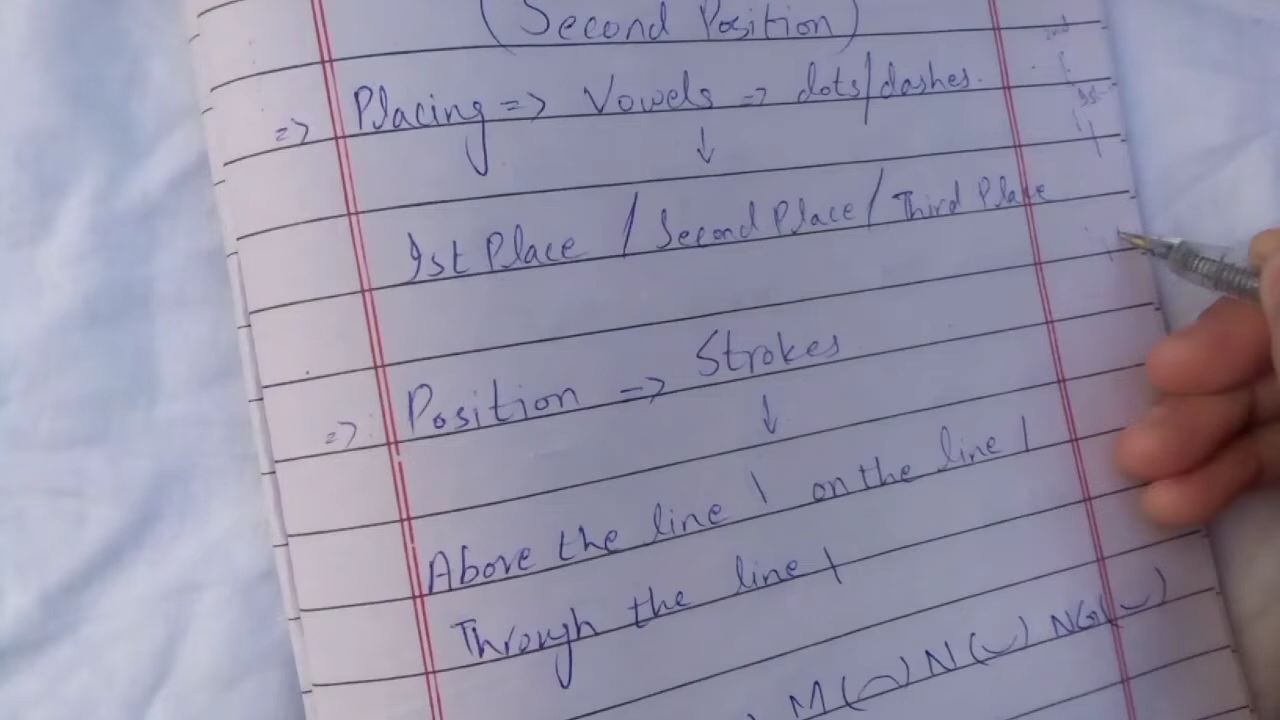 (Second Position)
=> Placing => Vowels => dots/dashes.
↓
1st Place / Second Place / Third Place
=> Position => Strokes
↓
Above the line \ on the line \
Through the line \
M (⌒) N (⌣) NG (⌣)